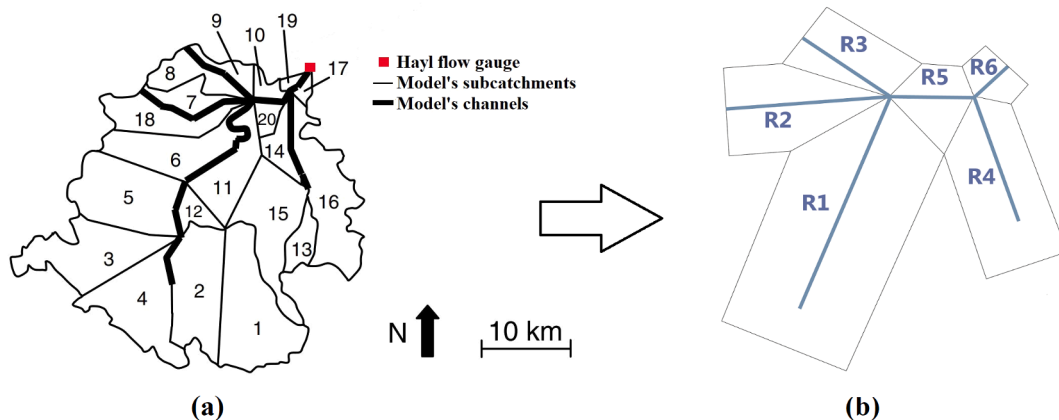 9
10
19
Hayl flow gauge
17
Model's subcatchments
Model's channels
8
7
18
20
14
6
11
5
12
15
16
3
13
4
2
1
N
10 km
(a)
R3
R5
R6
R2
R4
R1
(b)